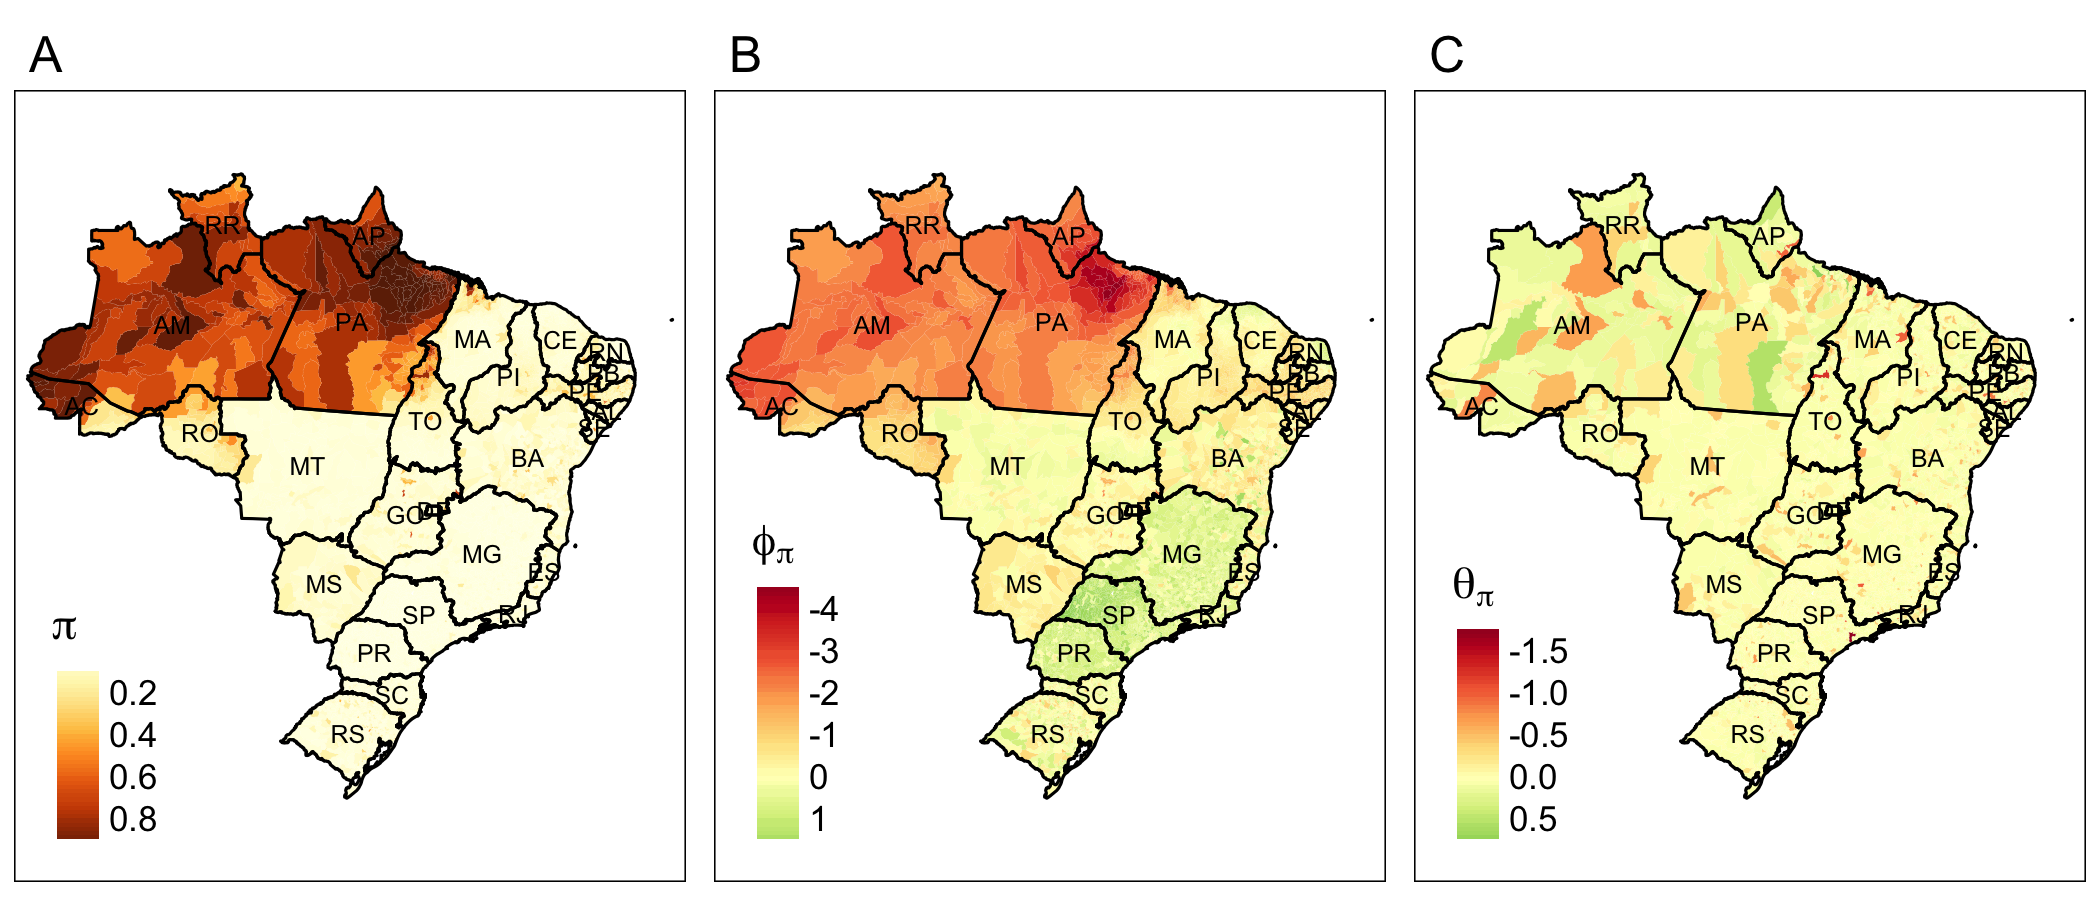 A
B
C
RR
AP
AM
PA
MA
CE
RN
PB
PI
PE
AC
AL
SE
TO
RO
BA
MT
GO
DF
MG
ES
MS
SP
RJ
PR
SC
RS
π
0.2
0.4
0.6
0.8
RR
AP
AM
PA
MA
CE
RN
PB
PI
PE
AC
AL
SE
TO
RO
BA
MT
GO
DF
MG
ES
MS
SP
RJ
PR
SC
RS
ϕπ
-4
-3
-2
-1
0
1
RR
AP
AM
PA
MA
CE
RN
PB
PI
PE
AC
AL
SE
TO
RO
BA
MT
GO
DF
MG
ES
MS
SP
RJ
PR
SC
RS
θπ
-1.5
-1.0
-0.5
0.0
0.5